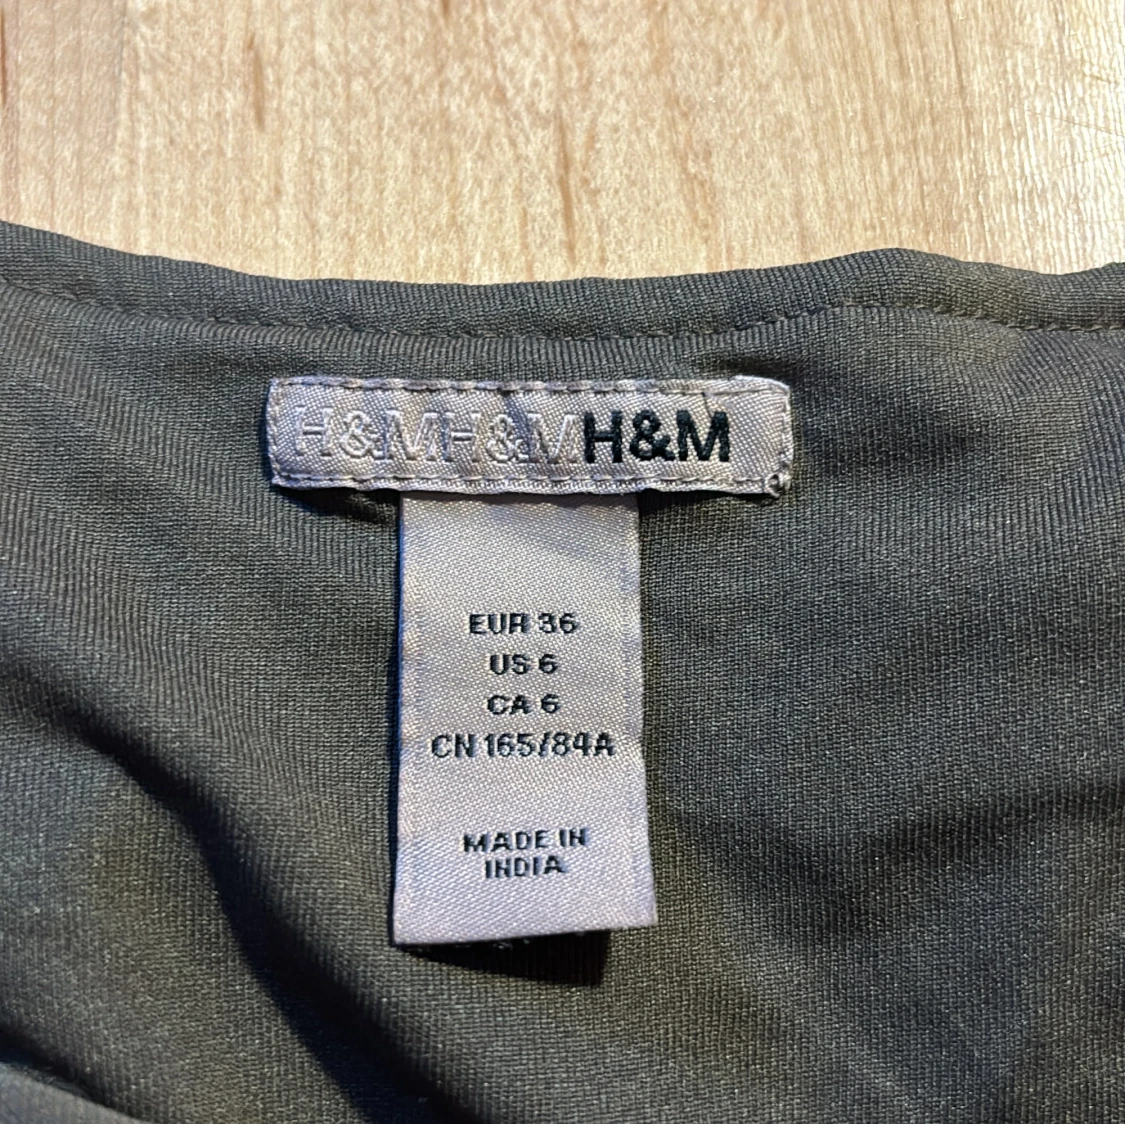 H&MH&MH&M
EUR 36
US 6
CA 6
CN 165/84A
MADE IN
INDIA